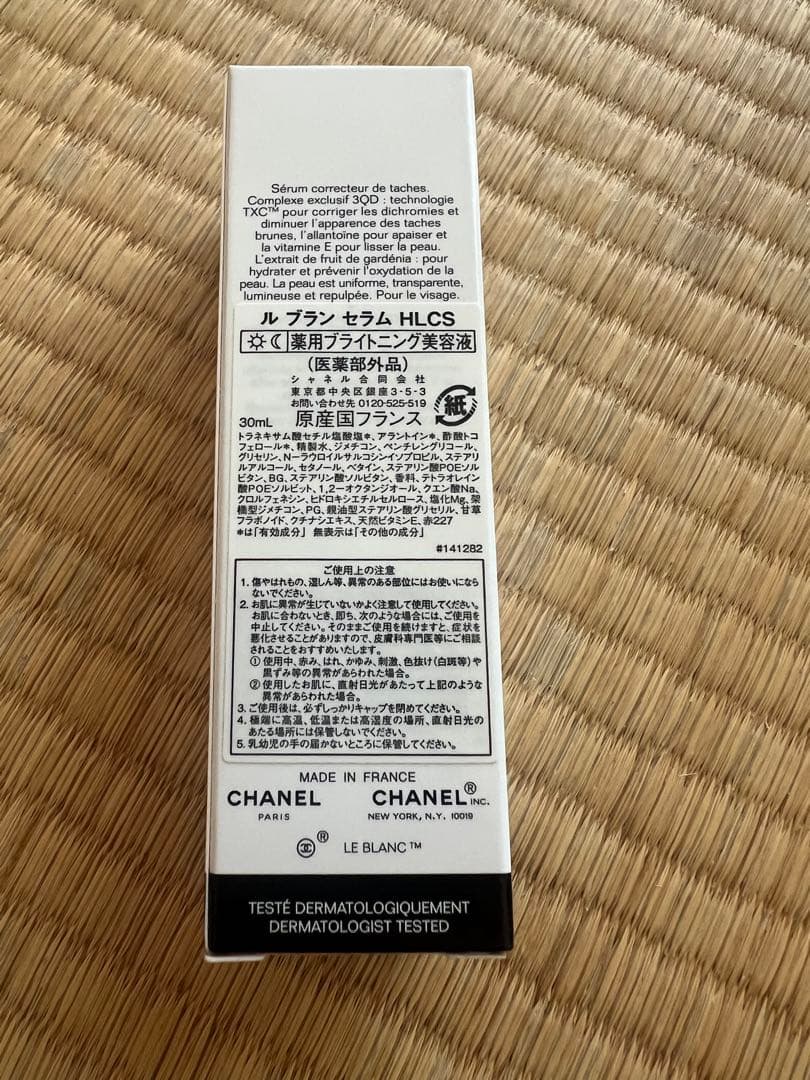 Sérum correcteur de taches.
Complexe exclusif 3QD : technologie
TXC™ pour corriger les dichromies et
diminuer l'apparence des taches
brunes, l'allantoïne pour apaiser et
la vitamine E pour lisser la peau.
L'extrait de fruit de gardénia : pour
hydrater et prévenir l'oxydation de la
peau. La peau est uniforme, transparente,
lumineuse et repulpée. Pour le visage.
ル ブラン セラム HLCS
薬用ブライトニング美容液
(医薬部外品)
シャネル合同会社
東京都中央区銀座3-5-3
お問い合わせ先 0120-525-519
紙
30mL 原産国フランス
トラネキサム酸セチル塩酸塩*、アラントイン*、酢酸トコ
フェロール*、精製水、ジメチコン、ペンチレングリコール、
グリセリン、N-ラウロイルサルコシンイソプロピル、ステアリ
ルアルコール、セタノール、ベタイン、ステアリン酸POEソル
ビタン、BG、ステアリン酸ソルビタン、香料、テトラオレイン
酸POEソルビット、1,2-オクタンジオール、クエン酸Na、
クロルフェネシン、ヒドロキシエチルセルロース、塩化Mg、架
橋型ジメチコン、PG、親油型ステアリン酸グリセリル、甘草
フラボノイド、クチナシエキス、天然ビタミンE、赤227
*は「有効成分」 無表示は「その他の成分」
#141282
ご使用上の注意
1. 傷やはれもの、湿しん等、異常のある部位にはお使いになら
ないでください。
2. お肌に異常が生じていないかよく注意して使用してください。
お肌に合わないとき、即ち、次のような場合には、ご使用を
中止してください。そのままご使用を続けますと、症状を
悪化させることがありますので、皮膚科専門医等にご相談
されることをおすすめいたします。
① 使用中、赤み、はれ、かゆみ、刺激、色抜け(白斑等)や
黒ずみ等の異常があらわれた場合。
② 使用したお肌に、直射日光があたって上記のような
異常があらわれた場合。
3. ご使用後は、必ずしっかりキャップを閉めてください。
4. 極端に高温、低温または高湿度の場所、直射日光の
あたる場所には保管しないでください。
5. 乳幼児の手の届かないところに保管してください。
MADE IN FRANCE
CHANEL CHANEL® INC.
PARIS NEW YORK, N.Y. 10019
® LE BLANC™
TESTÉ DERMATOLOGIQUEMENT
DERMATOLOGIST TESTED